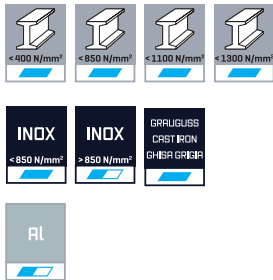 <400 N/mm²
<850 N/mm²
<1100 N/mm²
<1300 N/mm²
INOX
<850 N/mm²
INOX
>850 N/mm²
GRAUGUSS
CAST IRON
GHISA GRIGIA
Al